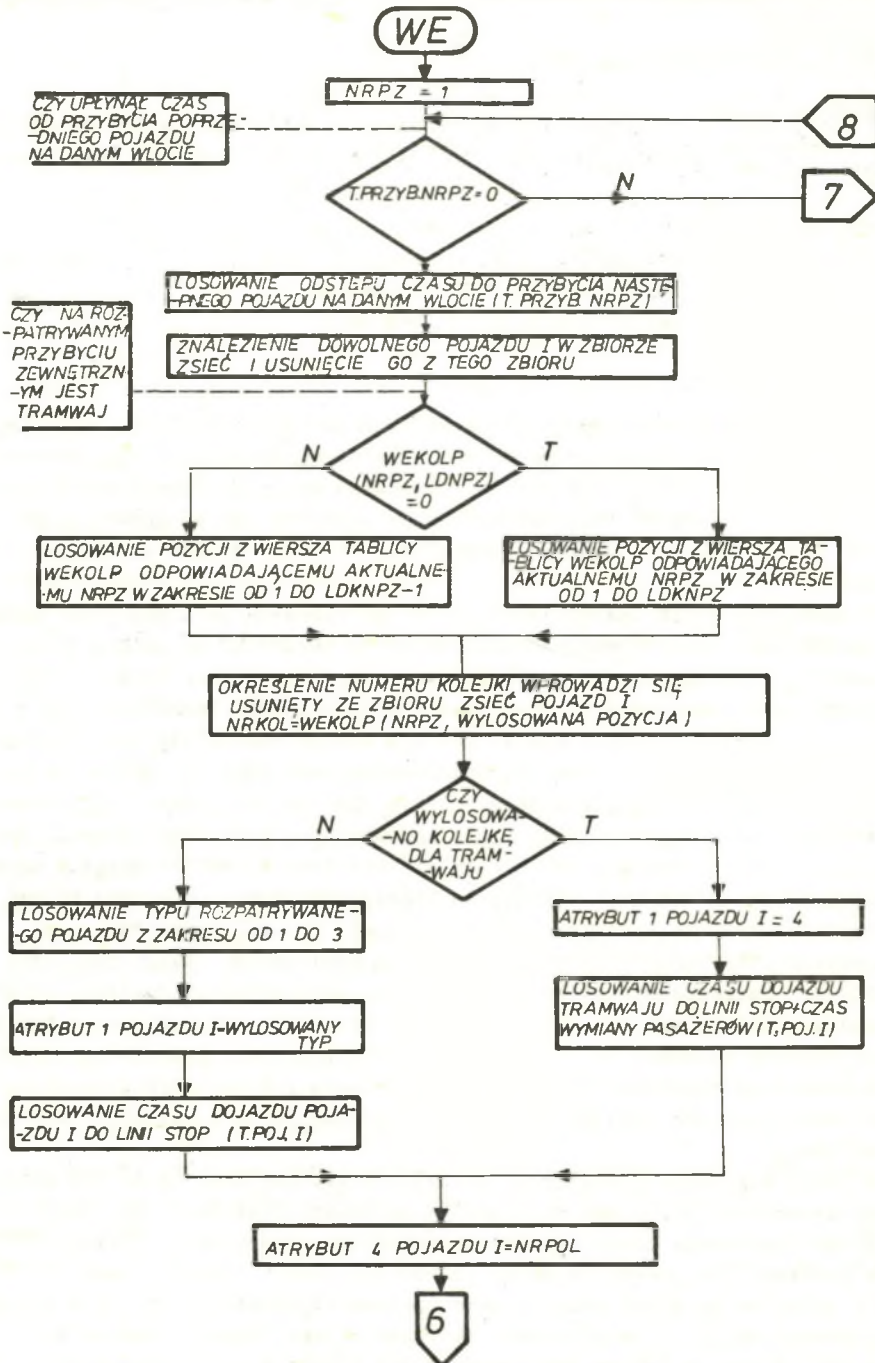 WE
NRPZ = 1
CZY UPŁYNĄŁ CZAS
OD PRZYBYCIA POPRZE-
-DNIEGO POJAZDU
NA DANYM WLOCIE
8
T.PRZYB.NRPZ=0
N
7
LOSOWANIE ODSTĘPU CZASU DO PRZYBYCIA NASTĘ-
-PNEGO POJAZDU NA DANYM WLOCIE (T. PRZYB. NRPZ)
CZY NA ROZ-
-PATRYWANYM
PRZYBYCIU
ZEWNĘTRZN-
-YM JEST
TRAMWAJ
ZNALEZIENIE DOWOLNEGO POJAZDU I W ZBIORZE
ZSIEĆ I USUNIĘCIE GO Z TEGO ZBIORU
N
WEKOLP
(NRPZ, LDNPZ)
=0
T
LOSOWANIE POZYCJI Z WIERSZA TABLICY
WEKOLP ODPOWIADAJĄCEMU AKTUALNE-
-MU NRPZ W ZAKRESIE OD 1 DO LDKNPZ-1
LOSOWANIE POZYCJI Z WIERSZA TA-
-BLICY WEKOLP ODPOWIADAJĄCEGO
AKTUALNEMU NRPZ W ZAKRESIE
OD 1 DO LDKNPZ
OKREŚLENIE NUMERU KOLEJKI WPROWADZI SIĘ
USUNIĘTY ZE ZBIORU ZSIEĆ POJAZD I
NRKOL=WEKOLP (NRPZ, WYLOSOWANA POZYCJA)
N
CZY
WYLOSOWA-
-NO KOLEJKĘ
DLA TRAM-
-WAJU
T
LOSOWANIE TYPU ROZPATRYWANE-
-GO POJAZDU Z ZAKRESU OD 1 DO 3
ATRYBUT 1 POJAZDU I = 4
ATRYBUT 1 POJAZDU I-WYLOSOWANY
TYP
LOSOWANIE CZASU DOJAZDU
TRAMWAJU DO LINII STOP+CZAS
WYMIANY PASAŻERÓW (T.POJ. I)
LOSOWANIE CZASU DOJAZDU POJA-
-ZDU I DO LINII STOP (T.POJ. I)
ATRYBUT 4 POJAZDU I=NRPOL
6